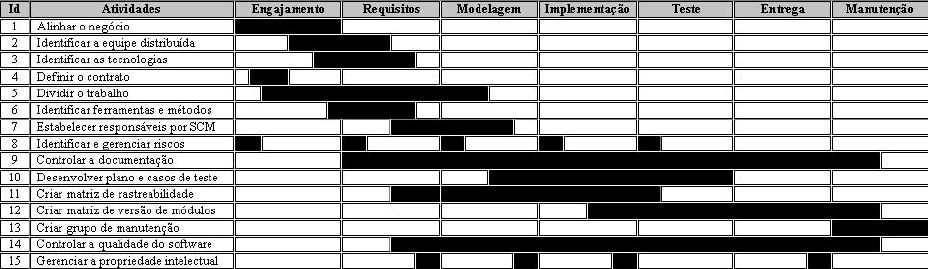 Id Atividades Engajamento Requisitos Modelagem Implementação Teste Entrega Manutenção
1 Alinhar o negócio
2 Identificar a equipe distribuída
3 Identificar as tecnologias
4 Definir o contrato
5 Dividir o trabalho
6 Identificar ferramentas e métodos
7 Estabelecer responsáveis por SCM
8 Identificar e gerenciar riscos
9 Controlar a documentação
10 Desenvolver plano e casos de teste
11 Criar matriz de rastreabilidade
12 Criar matriz de versão de módulos
13 Criar grupo de manutenção
14 Controlar a qualidade do software
15 Gerenciar a propriedade intelectual